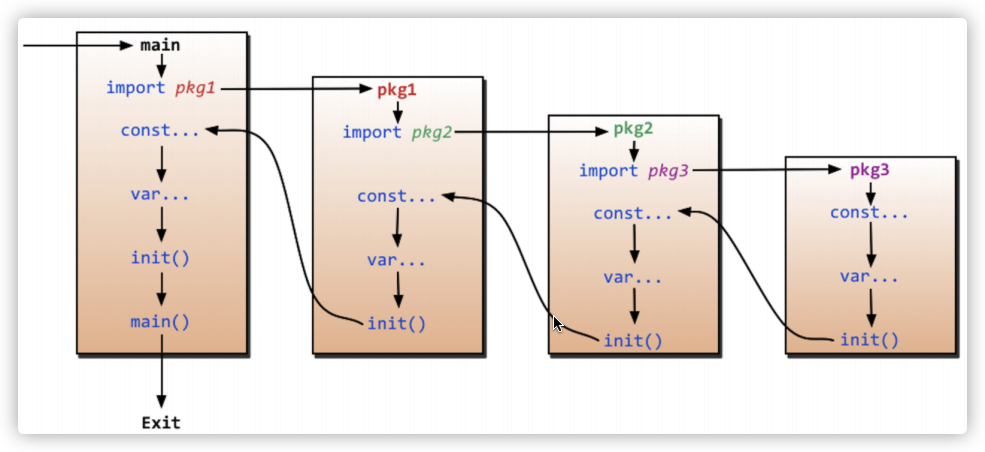 main
import pkg1
const...
var...
init()
main()
Exit
pkg1
import pkg2
const...
var...
init()
pkg2
import pkg3
const...
var...
init()
pkg3
const...
var...
init()